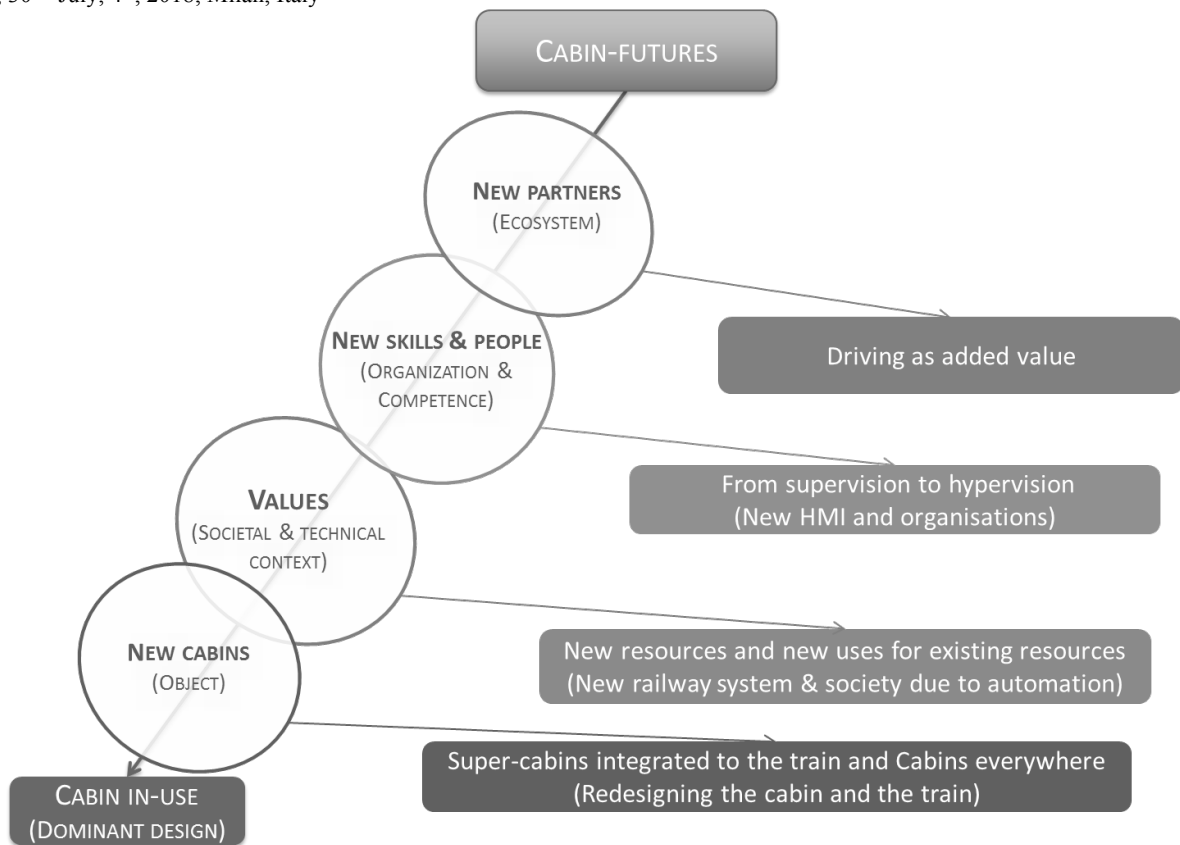 30 July, 4 , 2018, Milan, Italy
CABIN-FUTURES
NEW PARTNERS
(ECOSYSTEM)
NEW SKILLS & PEOPLE
(ORGANIZATION &
COMPETENCE)
Driving as added value
From supervision to hypervision
(New HMI and organisations)
VALUES
(SOCIETAL & TECHNICAL
CONTEXT)
New resources and new uses for existing resources
(New railway system & society due to automation)
NEW CABINS
(OBJECT)
Super-cabins integrated to the train and Cabins everywhere
(Redesigning the cabin and the train)
CABIN IN-USE
(DOMINANT DESIGN)